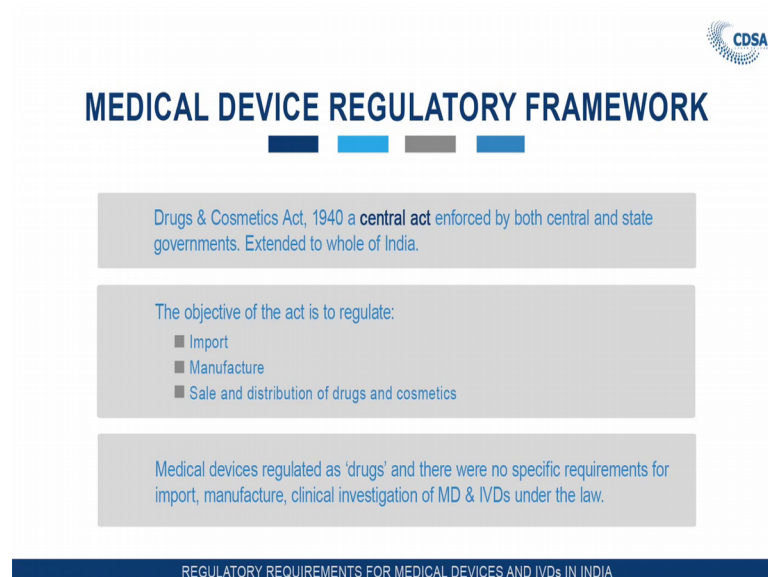 CDSA
MEDICAL DEVICE REGULATORY FRAMEWORK
Drugs & Cosmetics Act, 1940 a central act enforced by both central and state
governments. Extended to whole of India.
The objective of the act is to regulate:
Import
Manufacture
Sale and distribution of drugs and cosmetics
Medical devices regulated as ‘drugs’ and there were no specific requirements for
import, manufacture, clinical investigation of MD & IVDs under the law.
REGULATORY REQUIREMENTS FOR MEDICAL DEVICES AND IVDs IN INDIA